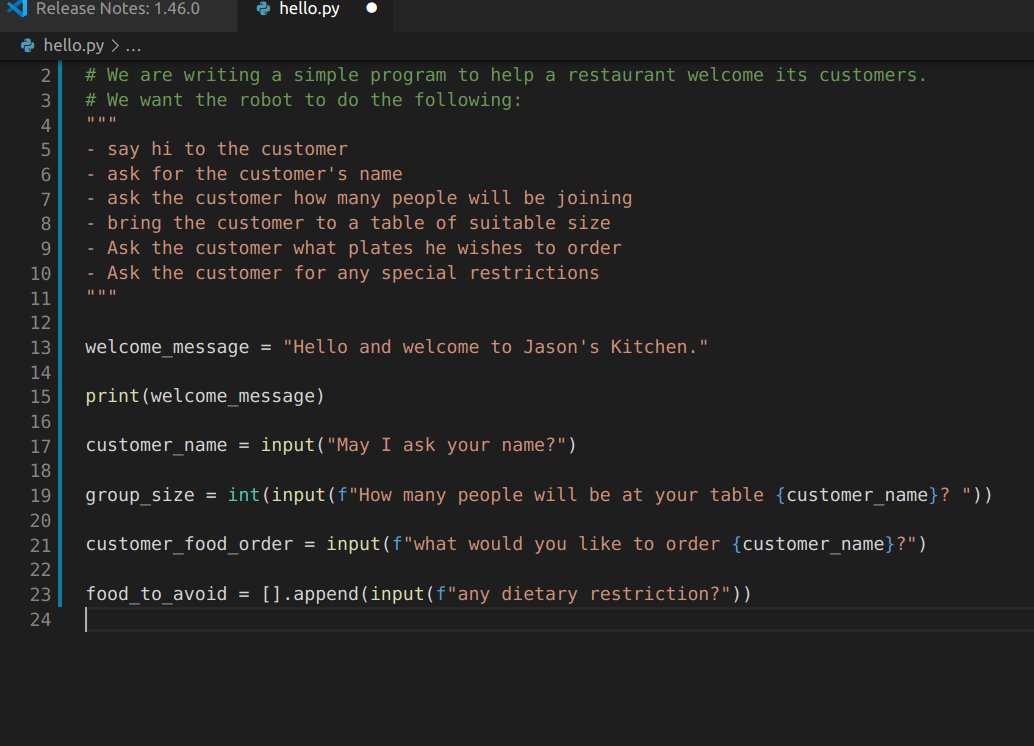 Release Notes: 1.46.0
hello.py
hello.py > ...
2 # We are writing a simple program to help a restaurant welcome its customers.
3 # We want the robot to do the following:
4 """
5 - say hi to the customer
6 - ask for the customer's name
7 - ask the customer how many people will be joining
8 - bring the customer to a table of suitable size
9 - Ask the customer what plates he wishes to order
10 - Ask the customer for any special restrictions
11 """
12
13 welcome_message = "Hello and welcome to Jason's Kitchen."
14
15 print(welcome_message)
16
17 customer_name = input("May I ask your name?")
18
19 group_size = int(input(f"How many people will be at your table {customer_name}? "))
20
21 customer_food_order = input(f"what would you like to order {customer_name}?")
22
23 food_to_avoid = [].append(input(f"any dietary restriction?"))
24